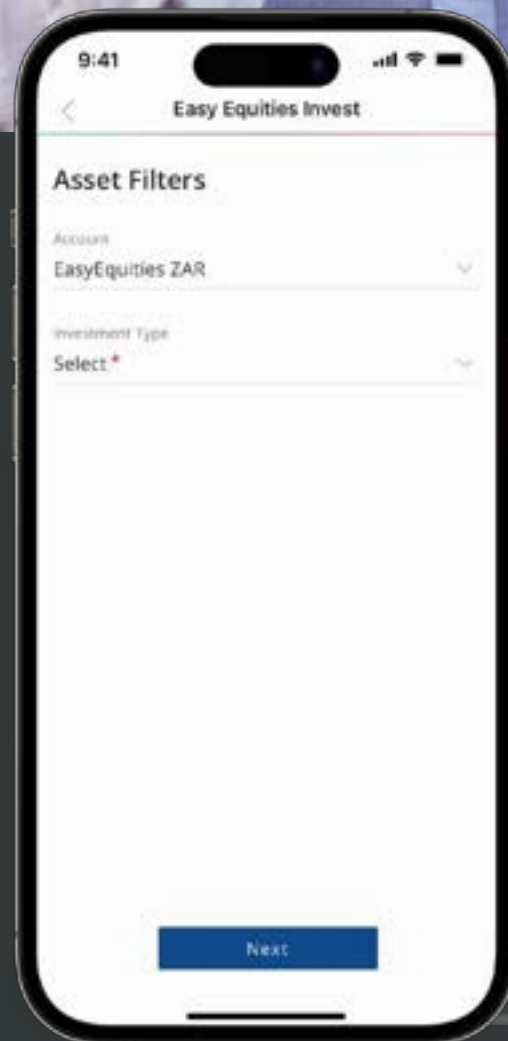 9:41
Easy Equities Invest
Asset Filters
Account
EasyEquities ZAR
Investment Type
Select *
Next